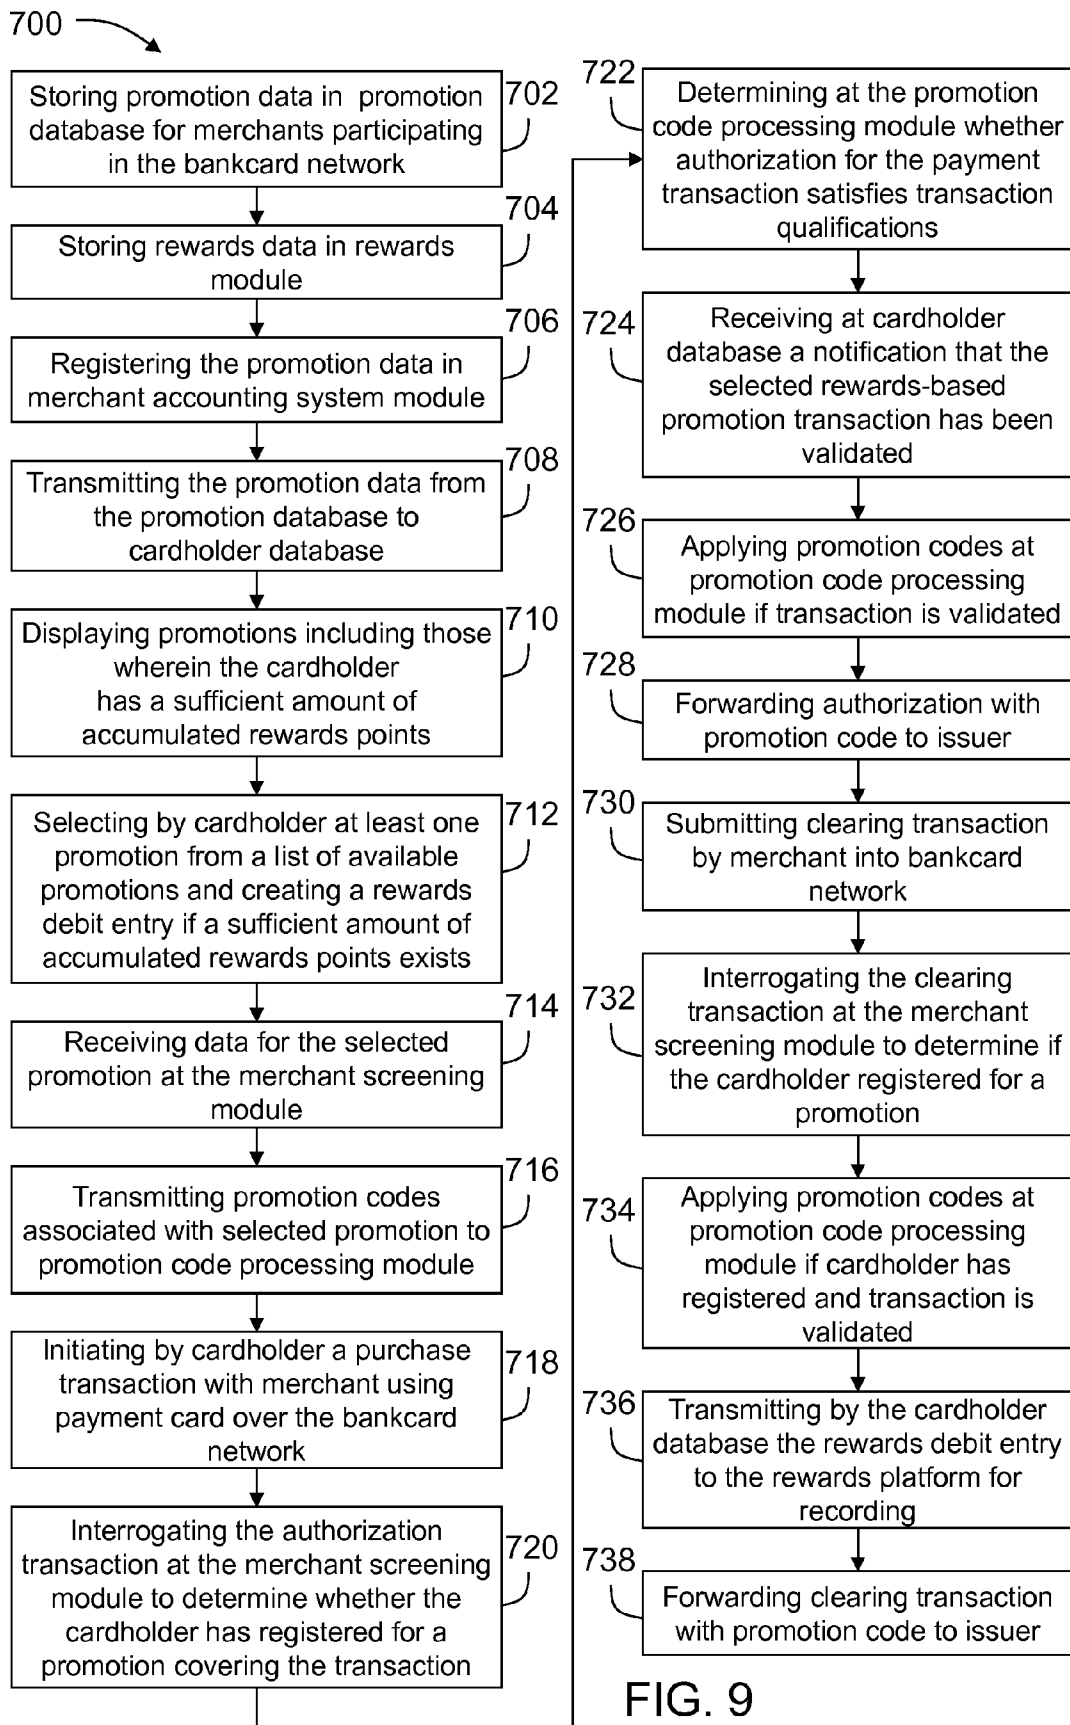 700
Storing promotion data in promotion
database for merchants participating
in the bankcard network
702
Storing rewards data in rewards
module
704
Registering the promotion data in
merchant accounting system module
706
Transmitting the promotion data from
the promotion database to
cardholder database
708
Displaying promotions including those
wherein the cardholder
has a sufficient amount of
accumulated rewards points
710
Selecting by cardholder at least one
promotion from a list of available
promotions and creating a rewards
debit entry if a sufficient amount of
accumulated rewards points exists
712
Receiving data for the selected
promotion at the merchant screening
module
714
Transmitting promotion codes
associated with selected promotion to
promotion code processing module
716
Initiating by cardholder a purchase
transaction with merchant using
payment card over the bankcard
network
718
Interrogating the authorization
transaction at the merchant screening
module to determine whether the
cardholder has registered for a
promotion covering the transaction
720
722
Determining at the promotion
code processing module whether
authorization for the payment
transaction satisfies transaction
qualifications
724
Receiving at cardholder
database a notification that the
selected rewards-based
promotion transaction has been
validated
726
Applying promotion codes at
promotion code processing
module if transaction is validated
728
Forwarding authorization with
promotion code to issuer
730
Submitting clearing transaction
by merchant into bankcard
network
732
Interrogating the clearing
transaction at the merchant
screening module to determine if
the cardholder registered for a
promotion
734
Applying promotion codes at
promotion code processing
module if cardholder has
registered and transaction is
validated
736
Transmitting by the cardholder
database the rewards debit entry
to the rewards platform for
recording
738
Forwarding clearing transaction
with promotion code to issuer
FIG. 9